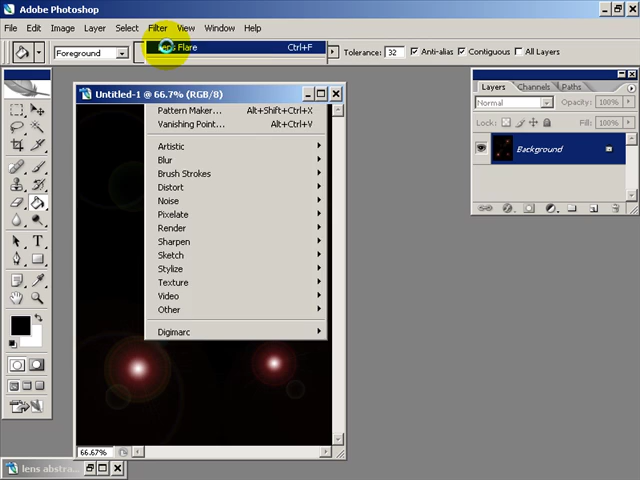 Adobe Photoshop
File Edit Image Layer Select Filter View Window Help
Foreground Tolerance: 32 Anti-alias Contiguous All Layers
Lens Flare Ctrl+F
Untitled-1 @ 66.7% (RGB/8)
Pattern Maker... Alt+Shift+Ctrl+X
Vanishing Point... Alt+Ctrl+V
Artistic
Blur
Brush Strokes
Distort
Noise
Pixelate
Render
Sharpen
Sketch
Stylize
Texture
Video
Other
Digimarc
66.67%
lens abstra...
Layers Channels Paths
Normal Opacity: 100%
Lock: Fill: 100%
Background